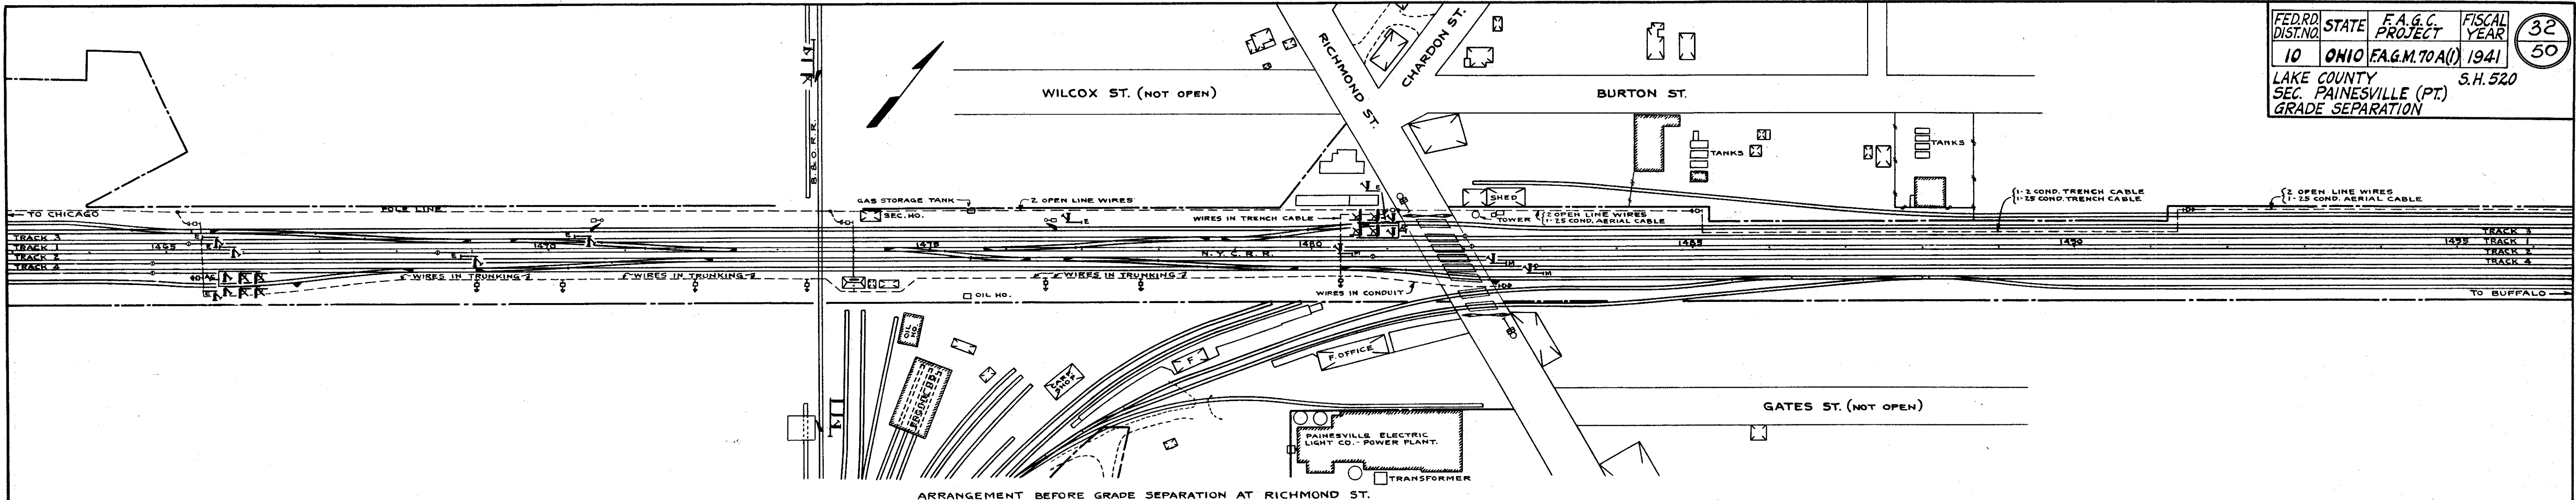 FED.RD. DIST.NO. STATE F.A.G.C. PROJECT FISCAL YEAR
10 OHIO F.A.G.M. 70A(1) 1941
32
50
LAKE COUNTY S.H. 520
SEC. PAINESVILLE (PT.)
GRADE SEPARATION
RICHMOND ST.
CHARDON ST.
WILCOX ST. (NOT OPEN)
BURTON ST.
B.&O.R.R.
TANKS
TANKS
SHED
TO CHICAGO
POLE LINE
GAS STORAGE TANK
SEC. HO.
2 OPEN LINE WIRES
WIRES IN TRENCH CABLE
TOWER
2 OPEN LINE WIRES
1-25 COND. AERIAL CABLE
1-2 COND. TRENCH CABLE
1-25 COND. TRENCH CABLE
2 OPEN LINE WIRES
1-25 COND. AERIAL CABLE
TRACK 3
TRACK 1
TRACK 2
TRACK 4
1465
1470
1475
1480
1485
1490
1495
TRACK 3
TRACK 1
TRACK 2
TRACK 4
N.Y.C.R.R.
WIRES IN TRUNKING
WIRES IN TRUNKING
WIRES IN TRUNKING
OIL HO.
WIRES IN CONDUIT
TO BUFFALO
OIL HO.
CAR SHOP
F
F. OFFICE
GATES ST. (NOT OPEN)
PAINESVILLE ELECTRIC
LIGHT CO.- POWER PLANT.
TRANSFORMER
ARRANGEMENT BEFORE GRADE SEPARATION AT RICHMOND ST.